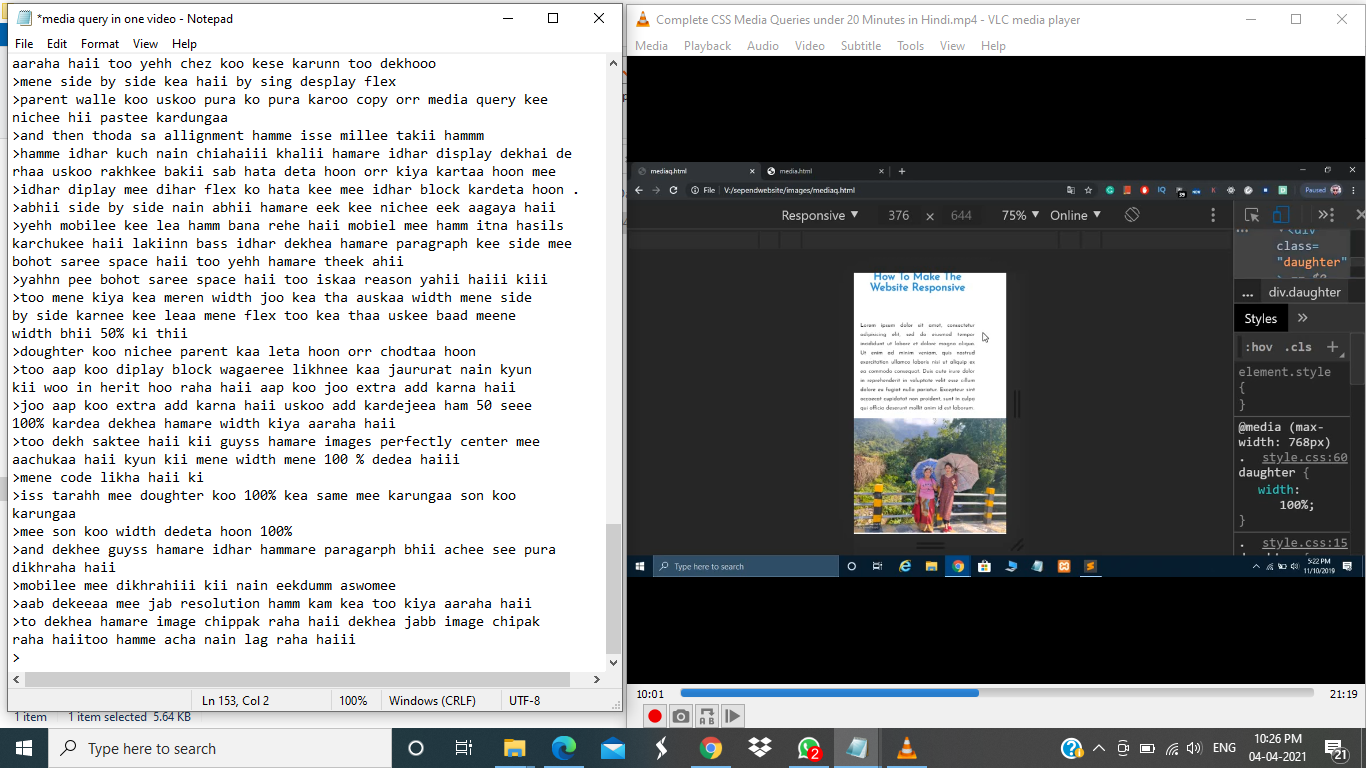 *media query in one video - Notepad
File Edit Format View Help
aaraha haii too yehh chez koo kese karunn too dekhooo
>mene side by side kea haii by sing desplay flex
>parent walle koo uskoo pura ko pura karoo copy orr media query kee
nichee hii pastee kardungaa
>and then thoda sa allignment hamme isse millee takii hammm
>hamme idhar kuch nain chiahaiii khalii hamare idhar display dekhai de
rhaa uskoo rakhkee bakii sab hata deta hoon orr kiya kartaa hoon mee
>idhar diplay mee dihar flex ko hata kee mee idhar block kardeta hoon .
>abhii side by side nain abhii hamare eek kee nichee eek aagaya haii
>yehh mobilee kee lea hamm bana rehe haii mobiel mee hamm itna hasils
karchukee haii lakiinn bass idhar dekhea hamare paragraph kee side mee
bohot saree space haii too yehh hamare theek ahii
>yahhn pee bohot saree space haii too iskaa reason yahii haiii kiii
>too mene kiya kea meren width joo kea tha auskaa width mene side
by side karnee kee leaa mene flex too kea thaa uskee baad meene
width bhii 50% ki thii
>doughter koo nichee parent kaa leta hoon orr chodtaa hoon
>too aap koo diplay block wagaeree likhnee kaa jaururat nain kyun
kii woo in herit hoo raha haii aap koo joo extra add karna haii
>joo aap koo extra add karna haii uskoo add kardejeea ham 50 seee
100% kardea dekhea hamare width kiya aaraha haii
>too dekh saktee haii kii guyss hamare images perfectly center mee
aachukaa haii kyun kii mene width mene 100 % dedea haiii
>mene code likha haii ki
>iss tarahh mee doughter koo 100% kea same mee karungaa son koo
karungaa
>mee son koo width dedeta hoon 100%
>and dekhee guyss hamare idhar hammare paragarph bhii achee see pura
dikhraha haii
>mobilee mee dikhrahiii kii nain eekdumm aswomee
>aab dekeeaa mee jab resolution hamm kam kea too kiya aaraha haii
>to dekhea hamare image chippak raha haii dekhea jabb image chipak
raha haiitoo hamme acha nain lag raha haiii
>
Ln 153, Col 2 100% Windows (CRLF) UTF-8
1 item 1 item selected 5.64 KB
Complete CSS Media Queries under 20 Minutes in Hindi.mp4 - VLC media player
Media Playback Audio Video Subtitle Tools View Help
mediaq.html media.html
File V:/sependwebsite/images/mediaq.html Paused
Responsive 376 × 644 75% Online
How To Make The
Website Responsive
Lorem ipsum dolor sit amet, consectetur
adipiscing elit, sed do eiusmod tempor
incididunt ut labore et dolore magna aliqua.
Ut enim ad minim veniam, quis nostrud
exercitation ullamco laboris nisi ut aliquip ex
ea commodo consequat. Duis aute irure dolor
in reprehenderit in voluptate velit esse cillum
dolore eu fugiat nulla pariatur. Excepteur sint
occaecat cupidatat non proident, sunt in culpa
qui officia deserunt mollit anim id est laborum.
<div
class=
"daughter"
... div.daughter
Styles
:hov .cls +
element.style
{
}
@media (max-
width: 768px)
. style.css:60
daughter {
width:
100%;
}
. style.css:15
Type here to search
5:22 PM
11/10/2019
10:01 21:19
Type here to search
2
ENG
10:26 PM
04-04-2021
21